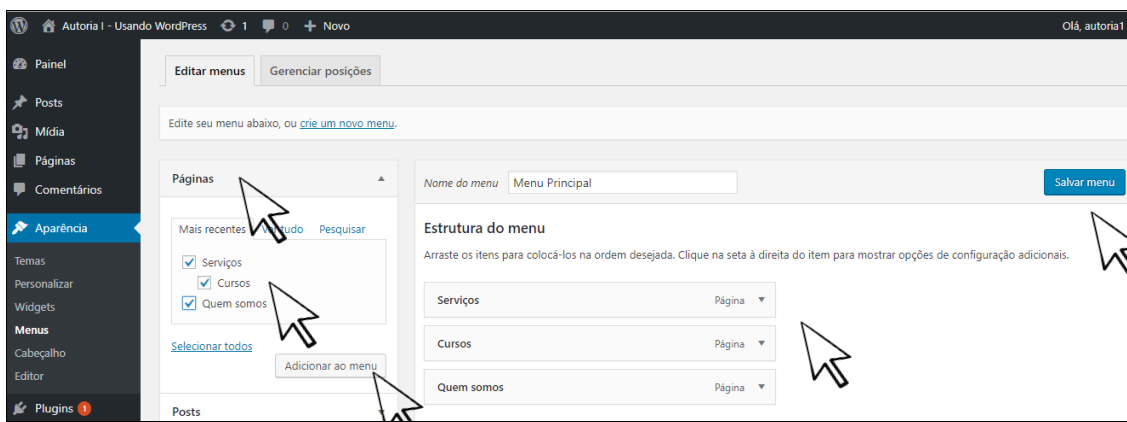 Autoria I - Usando WordPress 1 0 + Novo Olá, autoria1
Painel
Posts
Mídia
Páginas
Comentários
Aparência
Temas
Personalizar
Widgets
Menus
Cabeçalho
Editor
Plugins 1
Editar menus Gerenciar posições
Edite seu menu abaixo, ou crie um novo menu.
Páginas
Mais recentes Pesquisar
Serviços
Cursos
Quem somos
Selecionar todos
Adicionar ao menu
Posts
Nome do menu Menu Principal Salvar menu
Estrutura do menu
Arraste os itens para colocá-los na ordem desejada. Clique na seta à direita do item para mostrar opções de configuração adicionais.
Serviços Página
Cursos Página
Quem somos Página